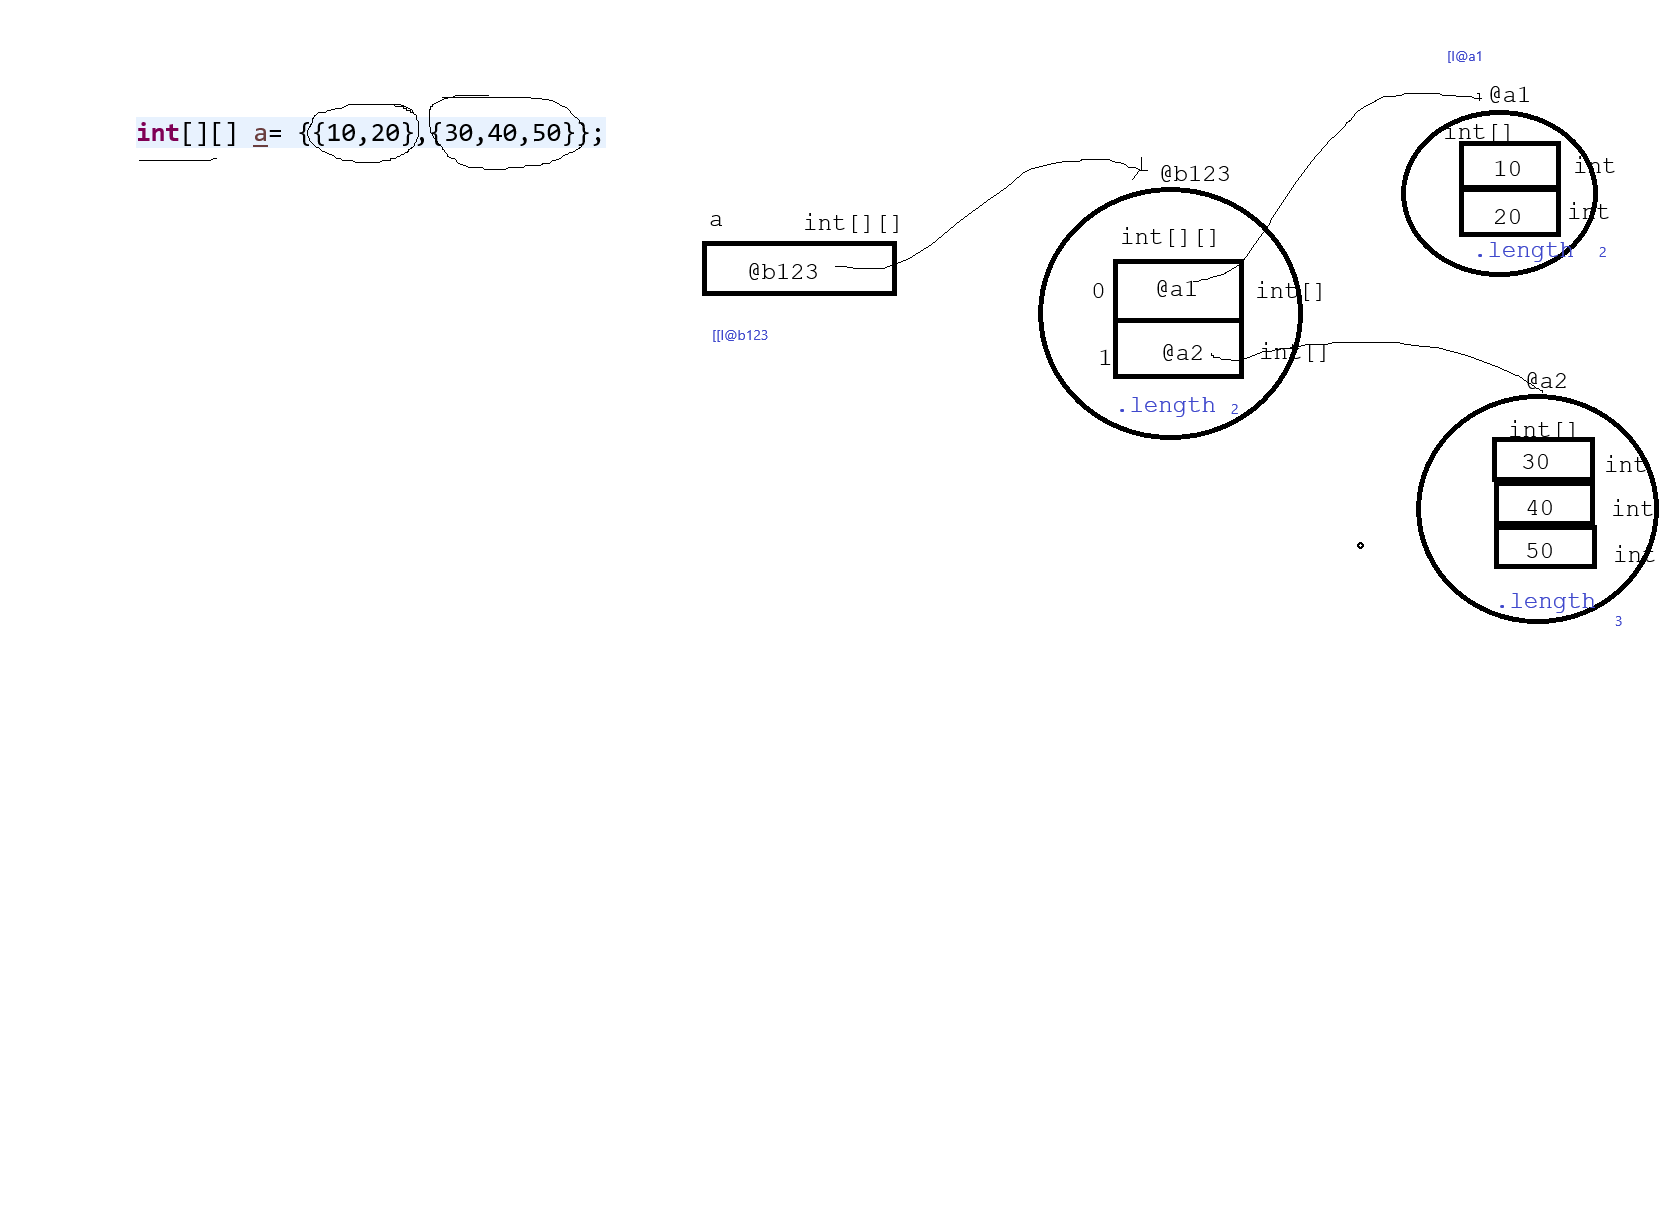 int[][] a= {{10,20},{30,40,50}};
a int[][]
@b123
[[I@b123
@b123
int[][]
0 @a1 int[]
1 @a2 int[]
.length 2
[I@a1
@a1
int[]
10 int
20 int
.length 2
@a2
int[]
30 int
40 int
50 int
.length
3